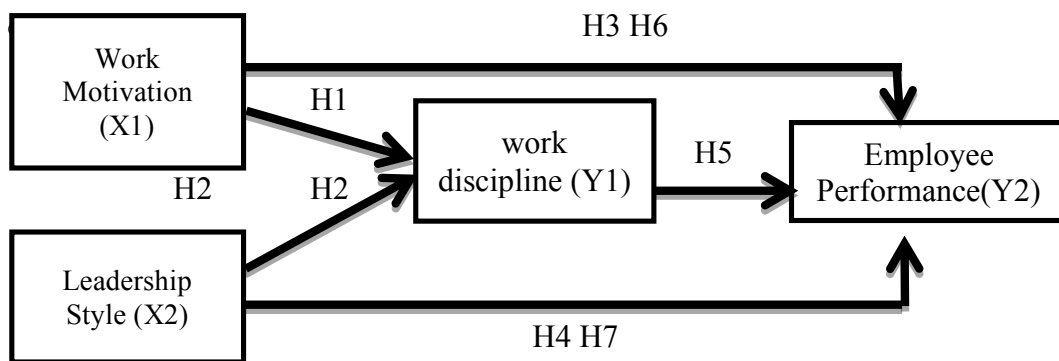 H3 H6
Work
Motivation
(X1)
H1
work
discipline (Y1)
H5
Employee
Performance(Y2)
H2
H2
Leadership
Style (X2)
H4 H7